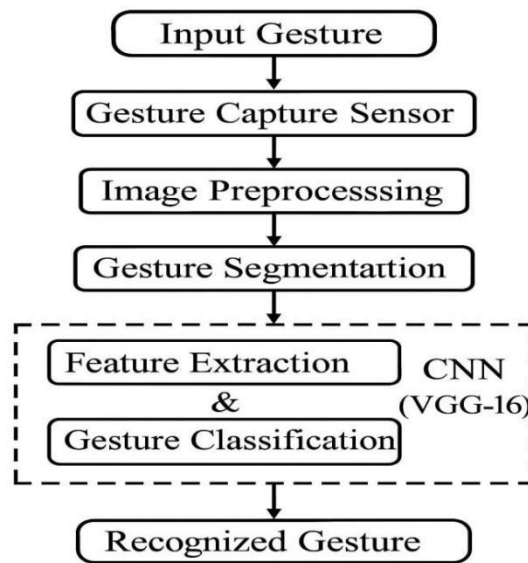 Input Gesture
Gesture Capture Sensor
Image Preprocesssing
Gesture Segmentattion
Feature Extraction
&
Gesture Classification
CNN
(VGG-16)
Recognized Gesture